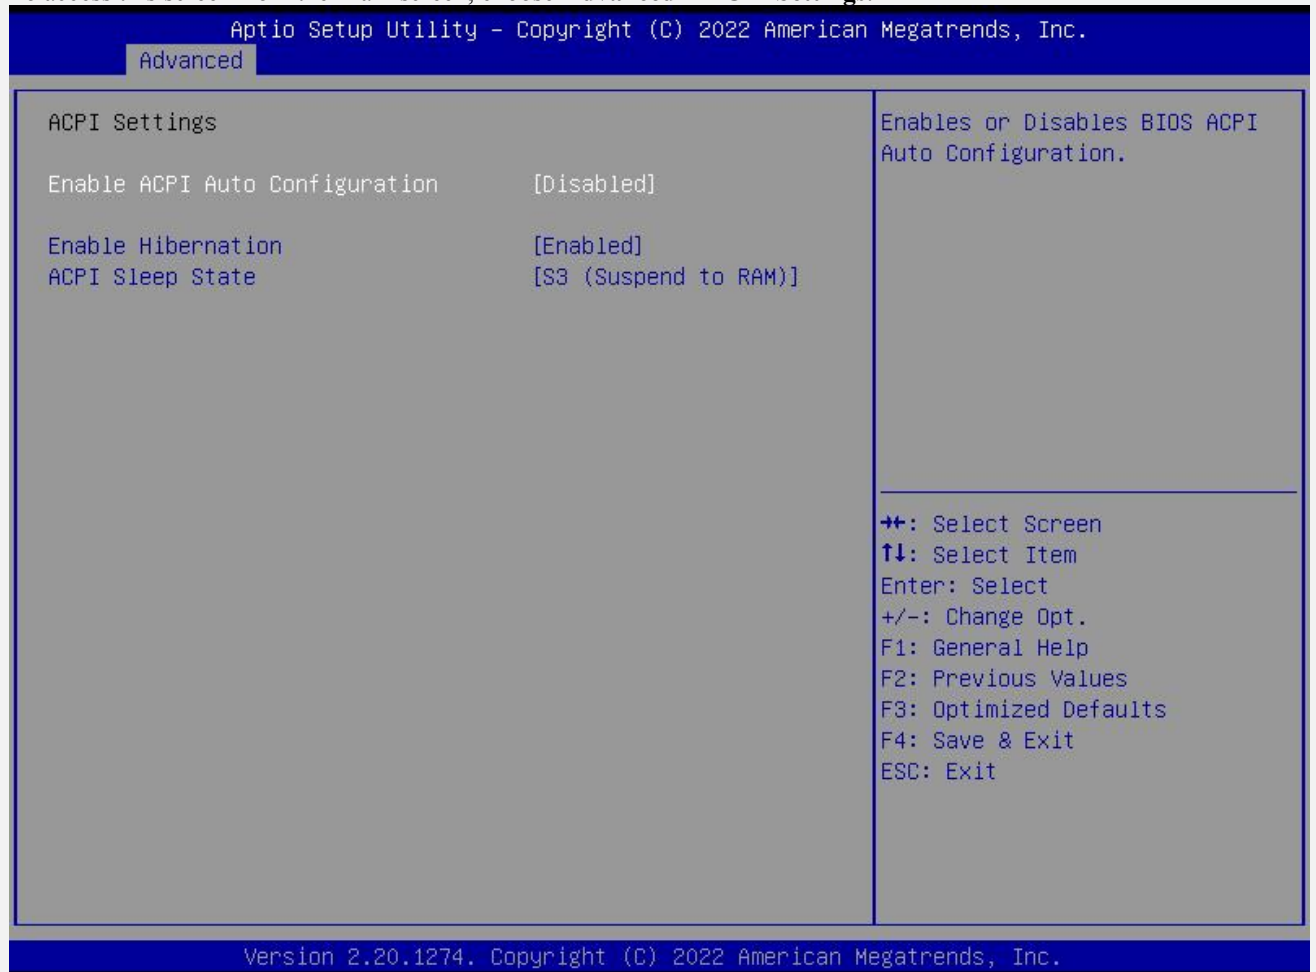 Aptio Setup Utility – Copyright (C) 2022 American Megatrends, Inc.
Advanced
ACPI Settings
Enable ACPI Auto Configuration [Disabled]
Enable Hibernation [Enabled]
ACPI Sleep State [S3 (Suspend to RAM)]
Enables or Disables BIOS ACPI
Auto Configuration.
→←: Select Screen
↑↓: Select Item
Enter: Select
+/-: Change Opt.
F1: General Help
F2: Previous Values
F3: Optimized Defaults
F4: Save & Exit
ESC: Exit
Version 2.20.1274. Copyright (C) 2022 American Megatrends, Inc.